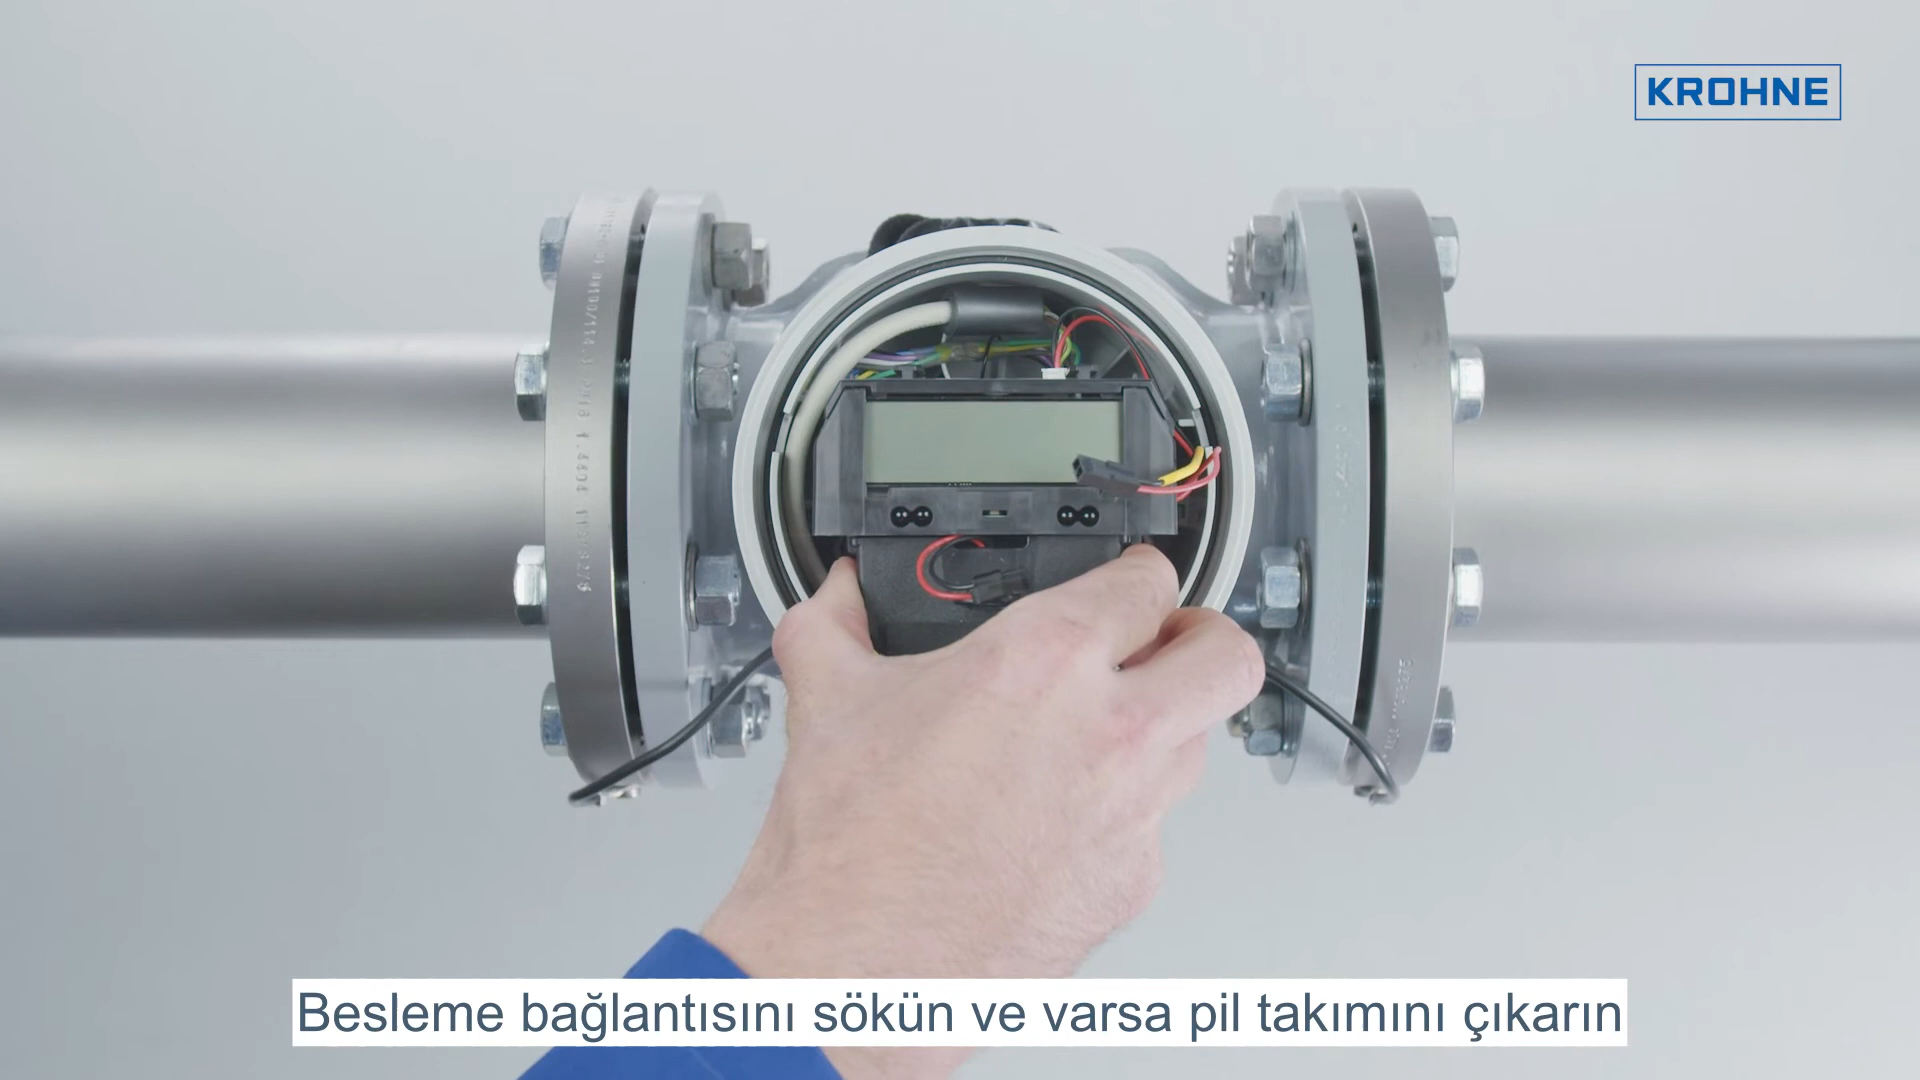 KROHNE
Besleme bağlantısını sökün ve varsa pil takımını çıkarın